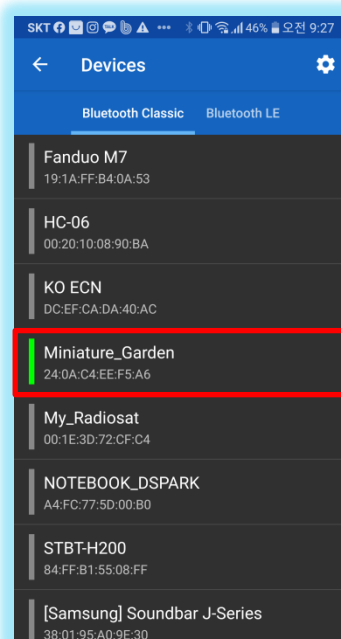 SKT 46% 오전 9:27
Devices
Bluetooth Classic Bluetooth LE
Fanduo M7
19:1A:FF:B4:0A:53
HC-06
00:20:10:08:90:BA
KO ECN
DC:EF:CA:DA:40:AC
Miniature_Garden
24:0A:C4:EE:F5:A6
My_Radiosat
00:1E:3D:72:CF:C4
NOTEBOOK_DSPARK
A4:FC:77:5D:00:B0
STBT-H200
84:FF:B1:55:08:FF
[Samsung] Soundbar J-Series
38:01:95:A0:9E:30